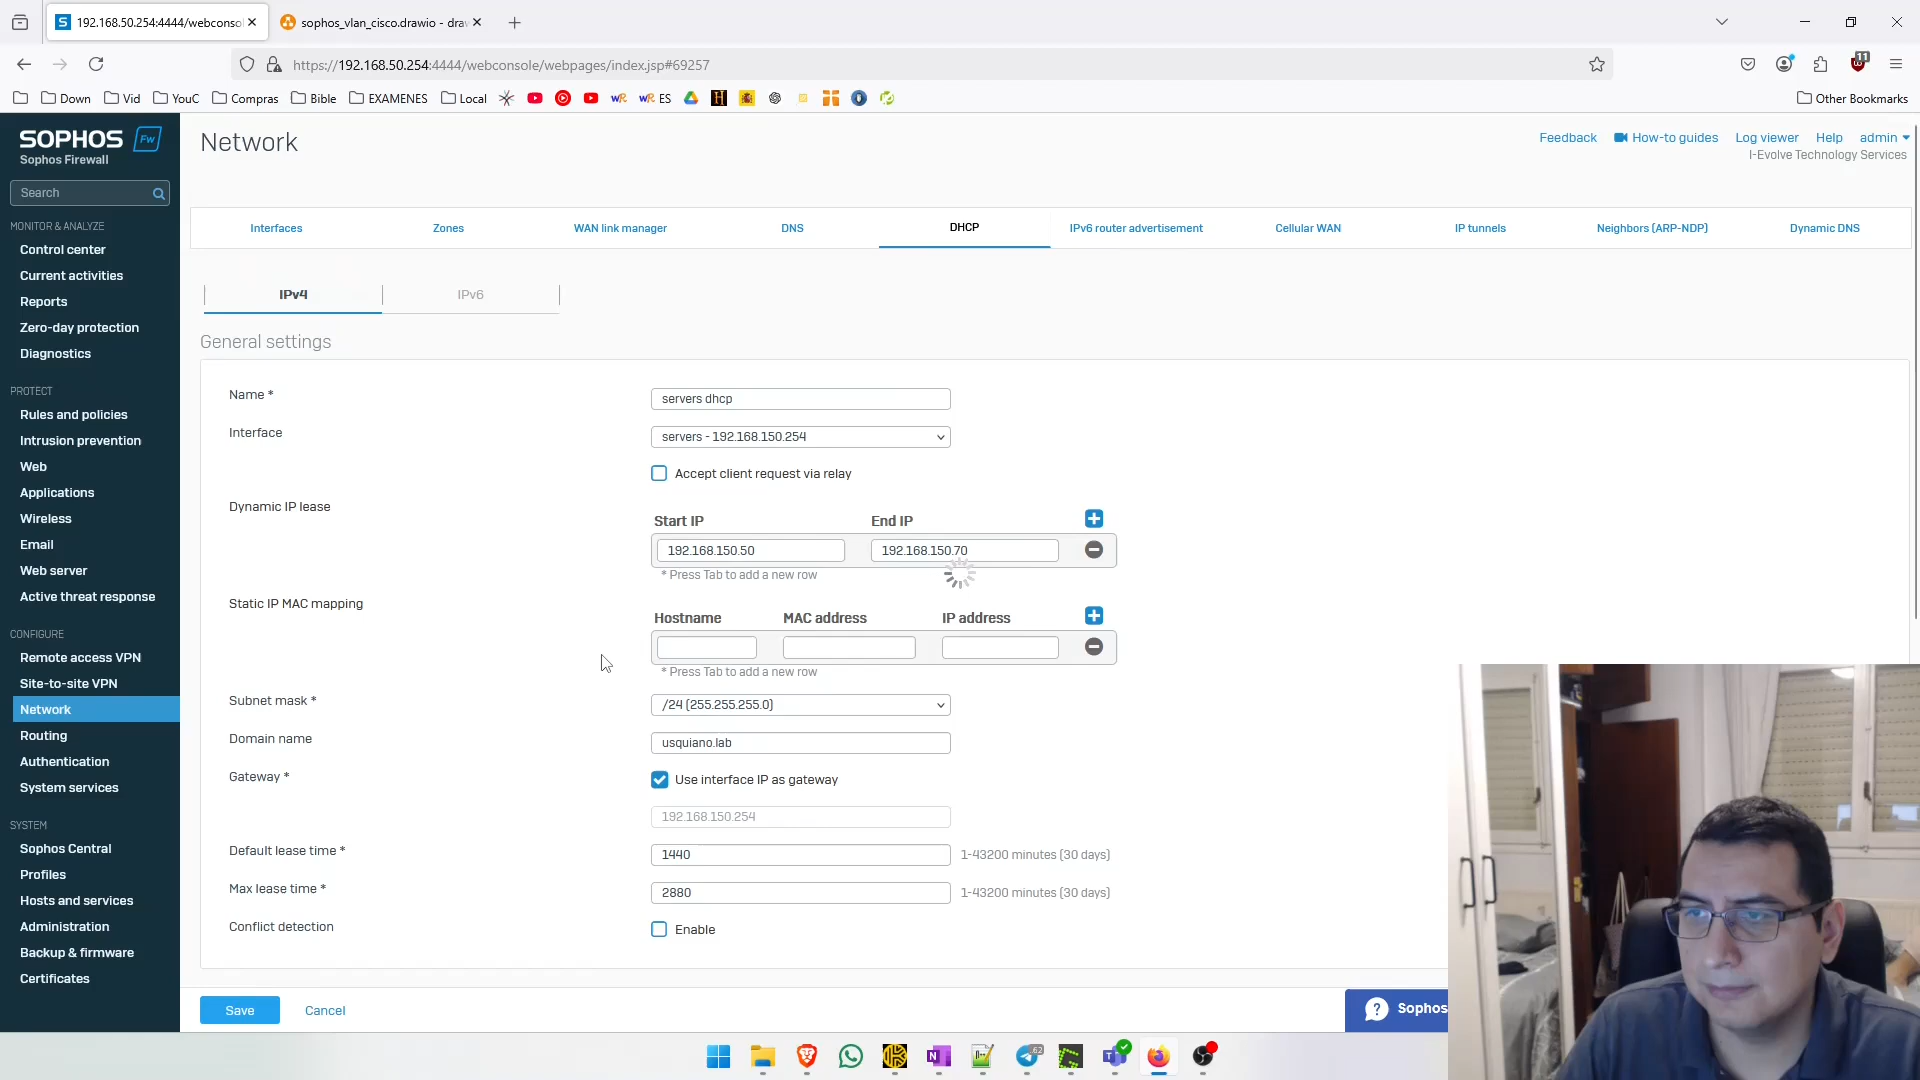 192.168.50.254:4444/webconsol
sophos_vlan_cisco.drawio - draw
https://192.168.50.254:4444/webconsole/webpages/index.jsp#69257
11
Down
Vid
YouC
Compras
Bible
EXAMENES
Local
wR
wR ES
H
Other Bookmarks
SOPHOS Fw
Sophos Firewall
Search
MONITOR & ANALYZE
Control center
Current activities
Reports
Zero-day protection
Diagnostics
PROTECT
Rules and policies
Intrusion prevention
Web
Applications
Wireless
Email
Web server
Active threat response
CONFIGURE
Remote access VPN
Site-to-site VPN
Network
Routing
Authentication
System services
SYSTEM
Sophos Central
Profiles
Hosts and services
Administration
Backup & firmware
Certificates
Network
Feedback
How-to guides
Log viewer
Help
admin
I-Evolve Technology Services
Interfaces
Zones
WAN link manager
DNS
DHCP
IPv6 router advertisement
Cellular WAN
IP tunnels
Neighbors (ARP-NDP)
Dynamic DNS
IPv4
IPv6
General settings
Name *
servers dhcp
Interface
servers - 192.168.150.254
Accept client request via relay
Dynamic IP lease
Start IP
End IP
192.168.150.50
192.168.150.70
* Press Tab to add a new row
Static IP MAC mapping
Hostname
MAC address
IP address
* Press Tab to add a new row
Subnet mask *
/24 (255.255.255.0)
Domain name
usquiano.lab
Gateway *
Use interface IP as gateway
192.168.150.254
Default lease time *
1440
1-43200 minutes (30 days)
Max lease time *
2880
1-43200 minutes (30 days)
Conflict detection
Enable
Save
Cancel
? Sophos
62